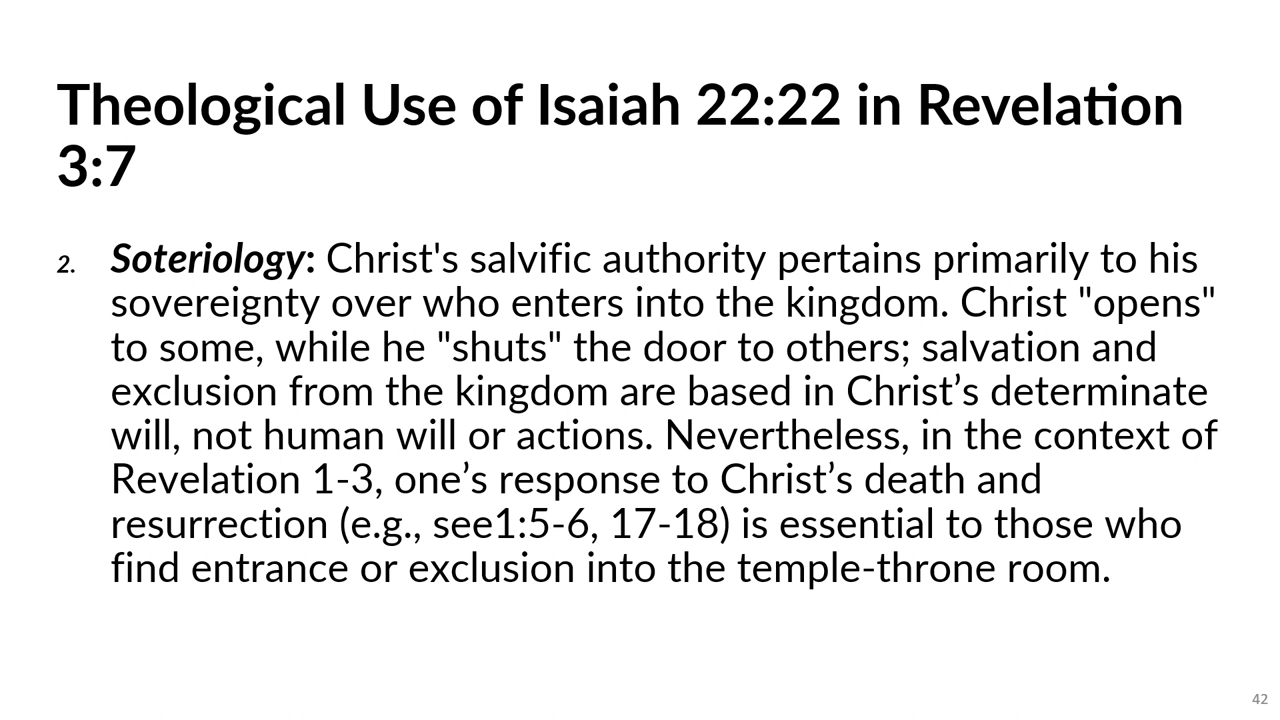 Theological Use of Isaiah 22:22 in Revelation
3:7
2. Soteriology: Christ's salvific authority pertains primarily to his
sovereignty over who enters into the kingdom. Christ "opens"
to some, while he "shuts" the door to others; salvation and
exclusion from the kingdom are based in Christ’s determinate
will, not human will or actions. Nevertheless, in the context of
Revelation 1-3, one’s response to Christ’s death and
resurrection (e.g., see1:5-6, 17-18) is essential to those who
find entrance or exclusion into the temple-throne room.
42